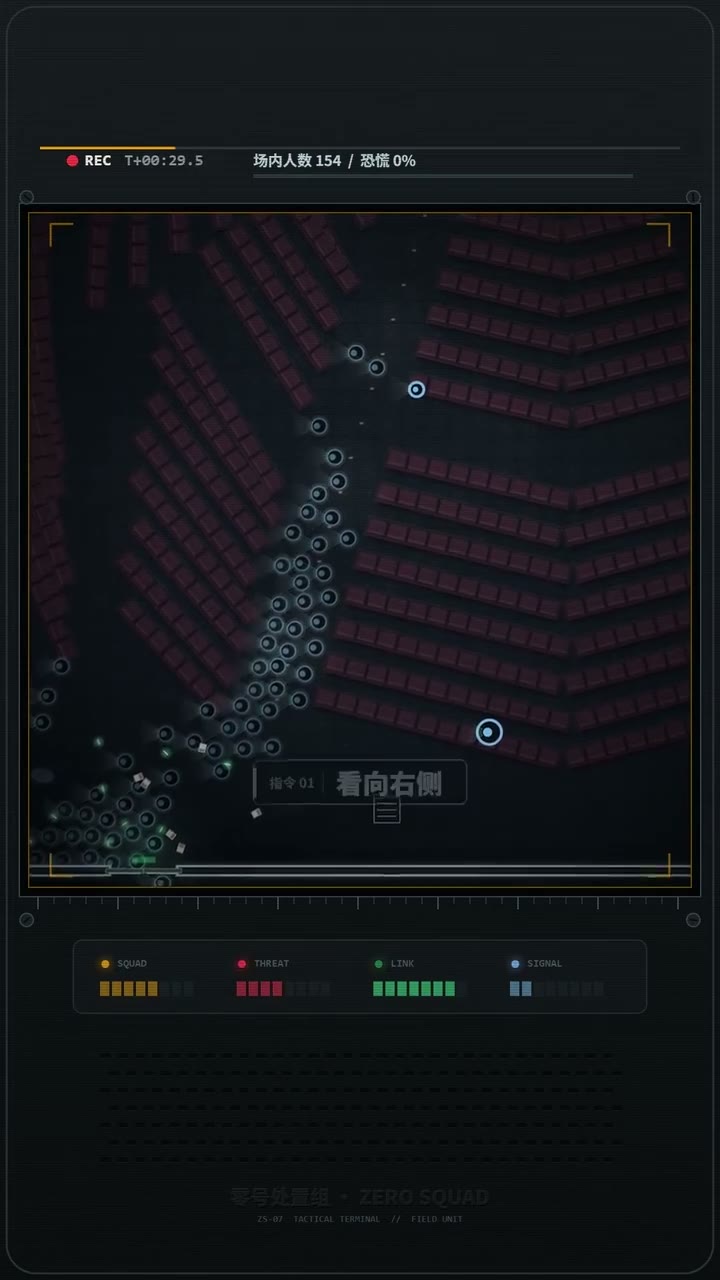 REC T+00:29.5 场内人数 154 / 恐慌 0%
指令 01 看向右侧
SQUAD THREAT LINK SIGNAL
零号处置组 · ZERO SQUAD
ZS-07 TACTICAL TERMINAL // FIELD UNIT